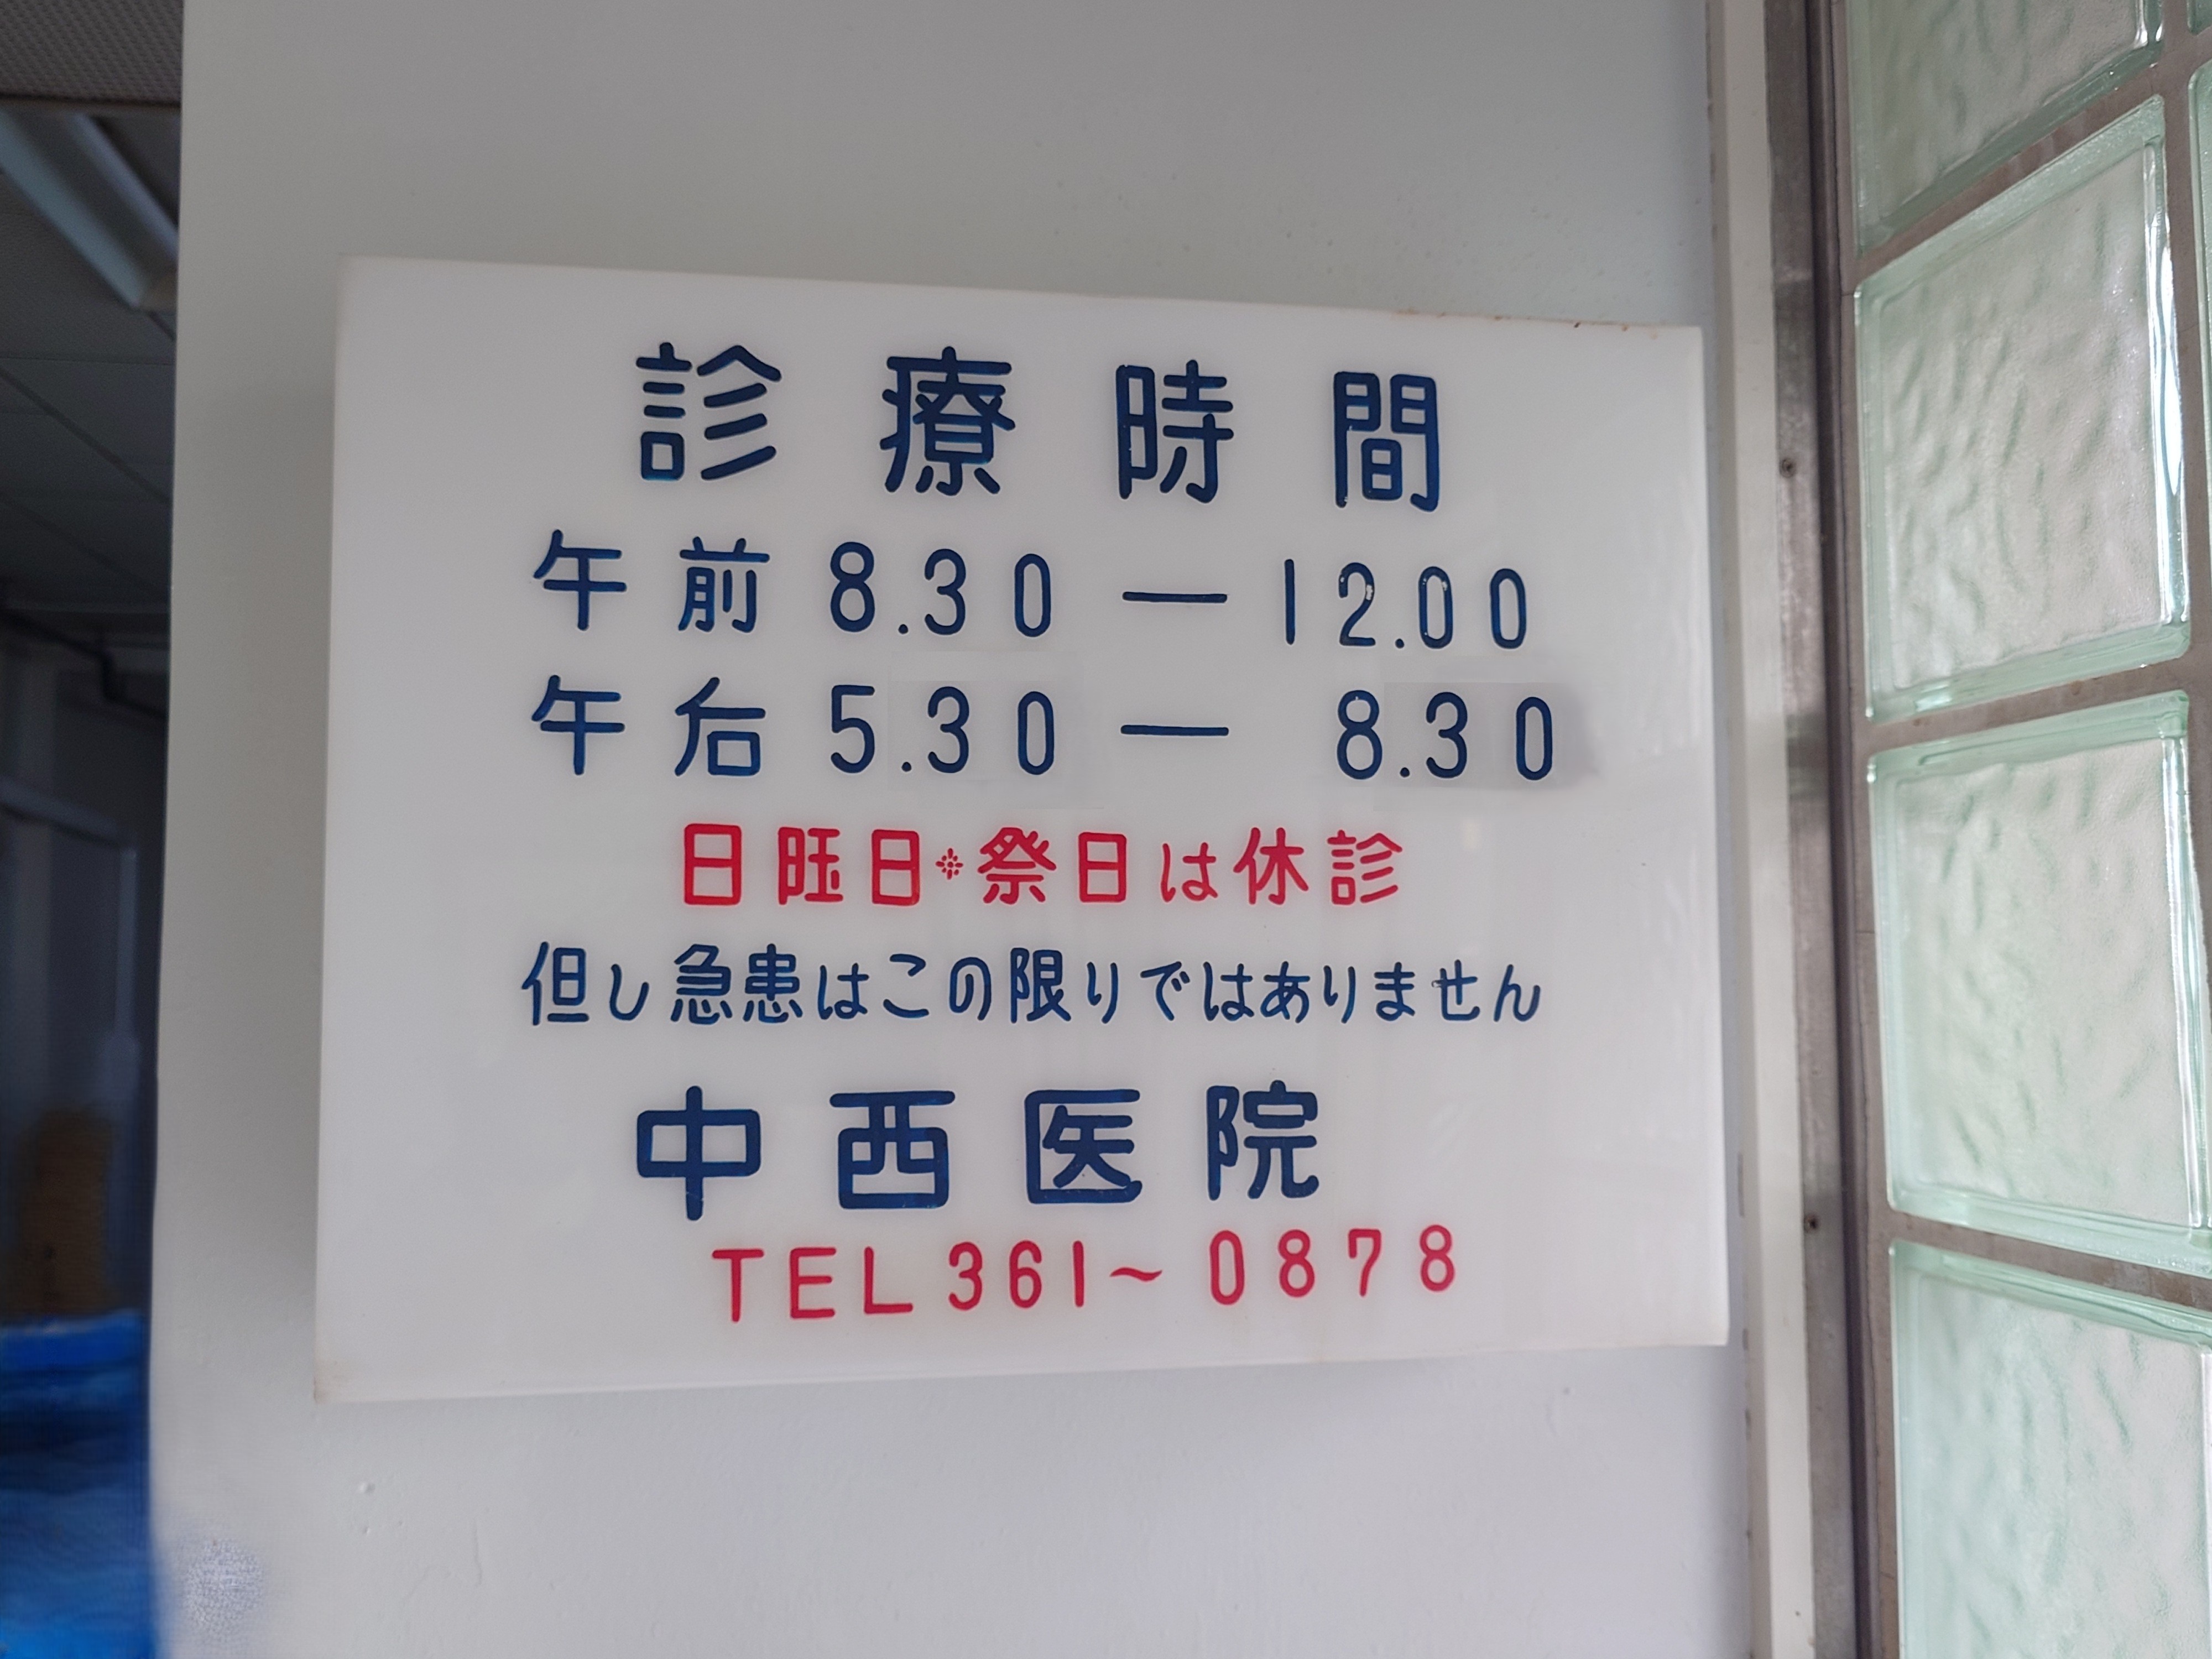 診療時間
午前 8.30 ― 12.00
午后 5.30 ― 8.30
日旺日・祭日は休診
但し急患はこの限りではありません
中西医院
TEL 361～0878